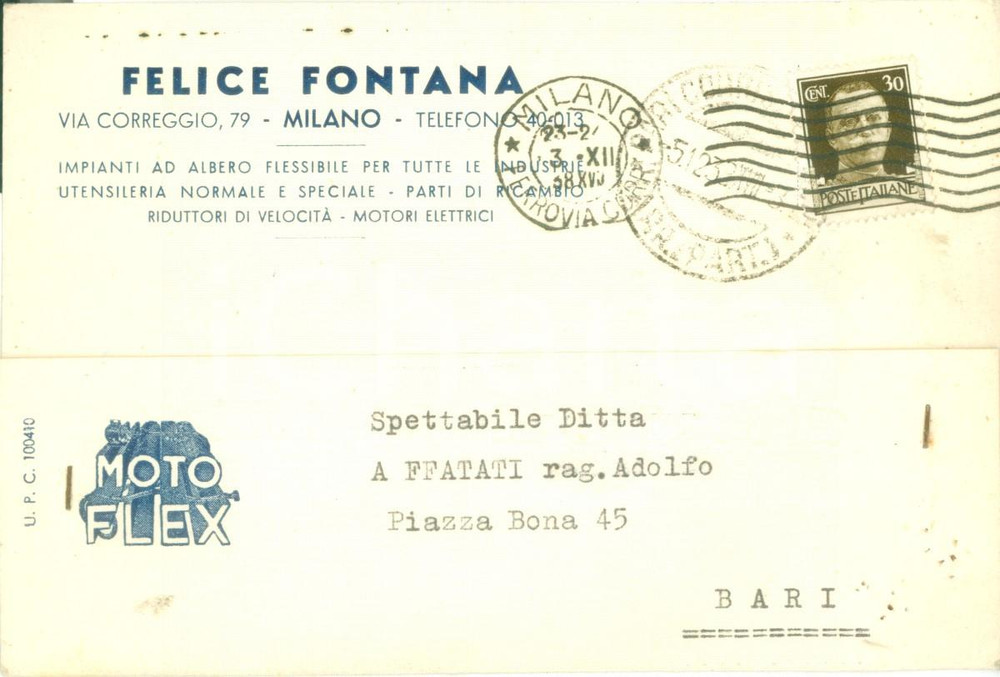 FELICE FONTANA
VIA CORREGGIO, 79 - MILANO - TELEFONO 40-013
IMPIANTI AD ALBERO FLESSIBILE PER TUTTE LE INDUSTRIE
UTENSILERIA NORMALE E SPECIALE - PARTI DI RICAMBIO
RIDUTTORI DI VELOCITÀ - MOTORI ELETTRICI
MILANO
3 - XII
FERROVIA CORR.
CENT. 30
POSTE ITALIANE
U. P. C. 100410
MOTO
FLEX
Spettabile Ditta
A FFATATI rag. Adolfo
Piazza Bona 45
BARI